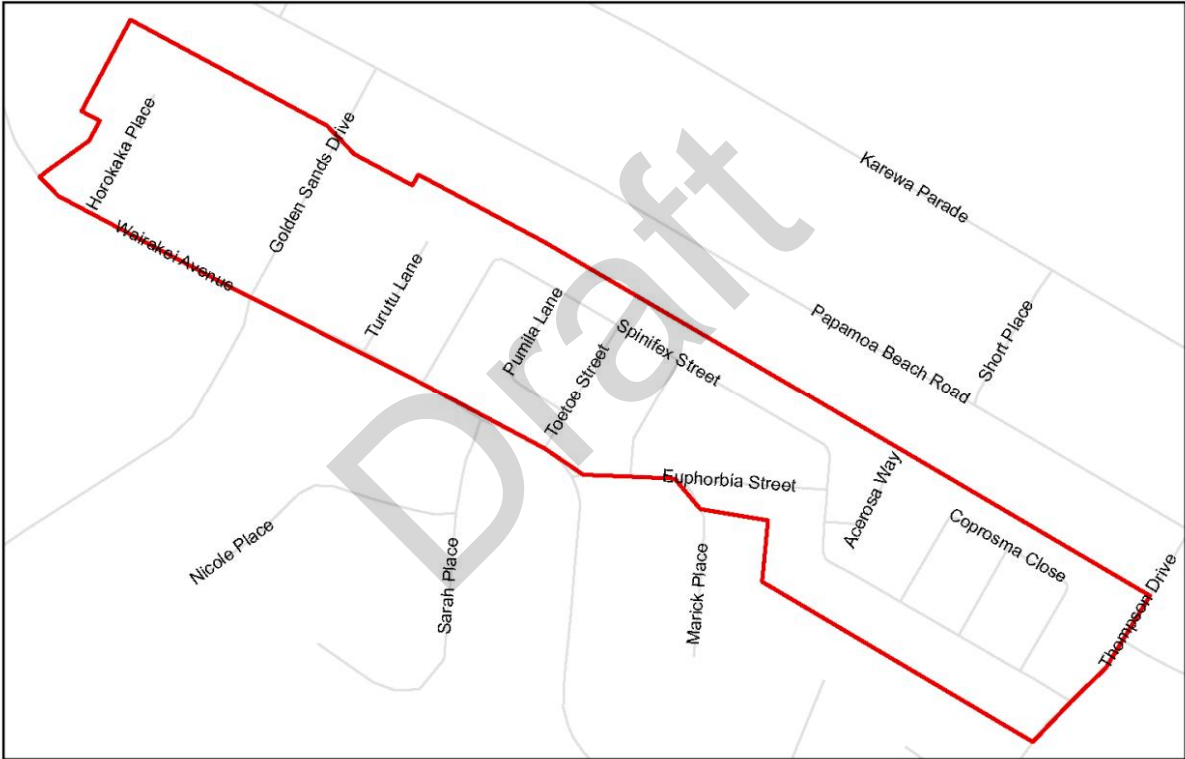 Horokaka Place
Golden Sands Drive
Wairakei Avenue
Karewa Parade
Turutu Lane
Pumila Lane
Toetoe Street
Spinifex Street
Papamoa Beach Road
Short Place
Draft
Euphorbia Street
Acerosa Way
Coprosma Close
Nicole Place
Sarah Place
Marick Place
Thompson Drive